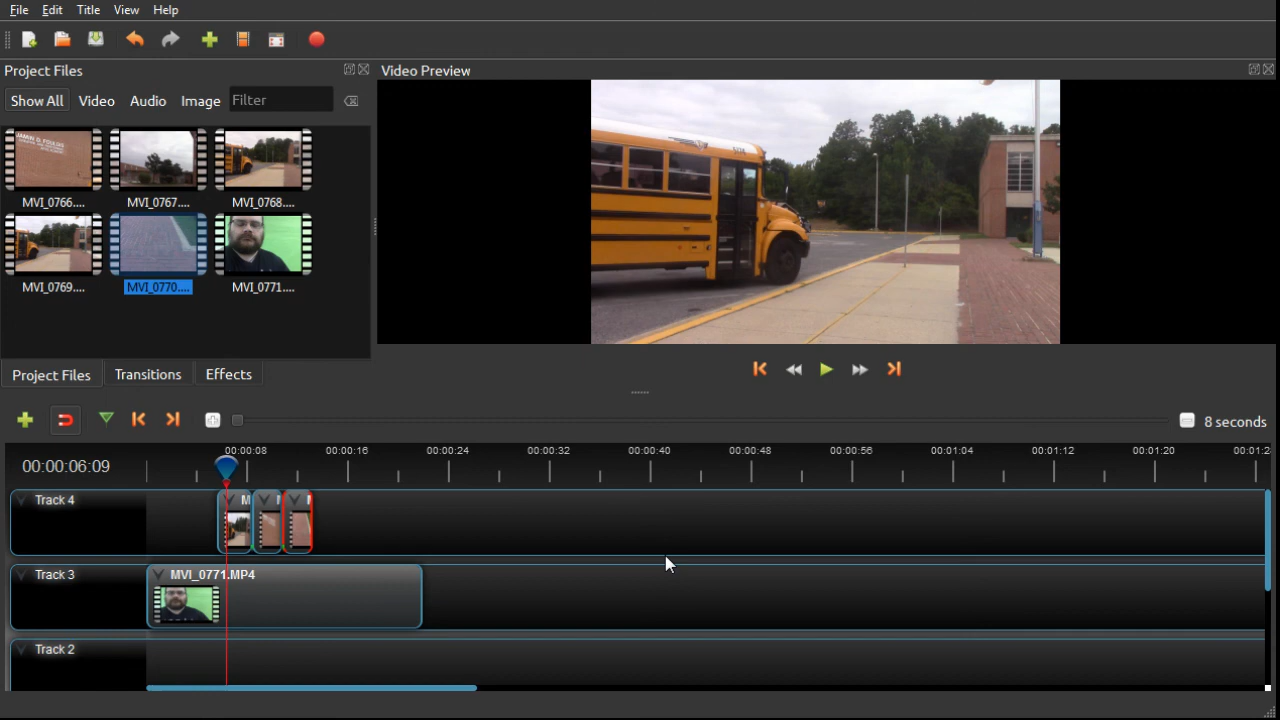 File Edit Title View Help
Project Files
Video Preview
Show All Video Audio Image Filter
MVI_0766.... MVI_0767.... MVI_0768....
MVI_0769.... MVI_0770.... MVI_0771....
Project Files Transitions Effects
8 seconds
00:00:06:09
00:00:08 00:00:16 00:00:24 00:00:32 00:00:40 00:00:48 00:00:56 01:04 00:01:12 00:01:20 00:01:2
Track 4
M
Track 3
MVI_0771.MP4
Track 2